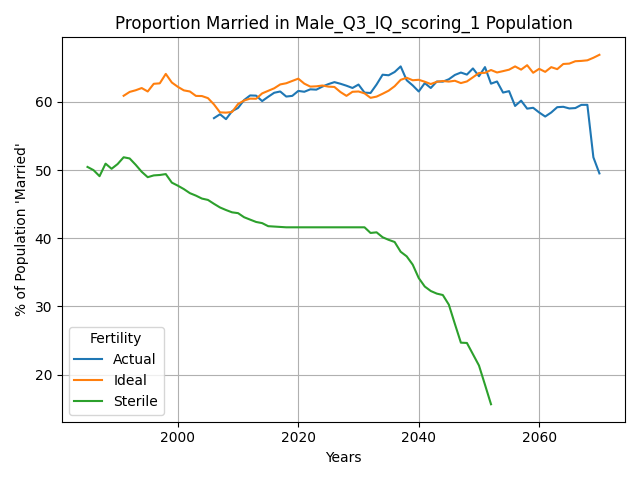 Proportion Married in Male_Q3_IQ_scoring_1 Population
% of Population 'Married'
60
50
40
30
20
Fertility
Actual
Ideal
Sterile
2000
2020
2040
2060
Years